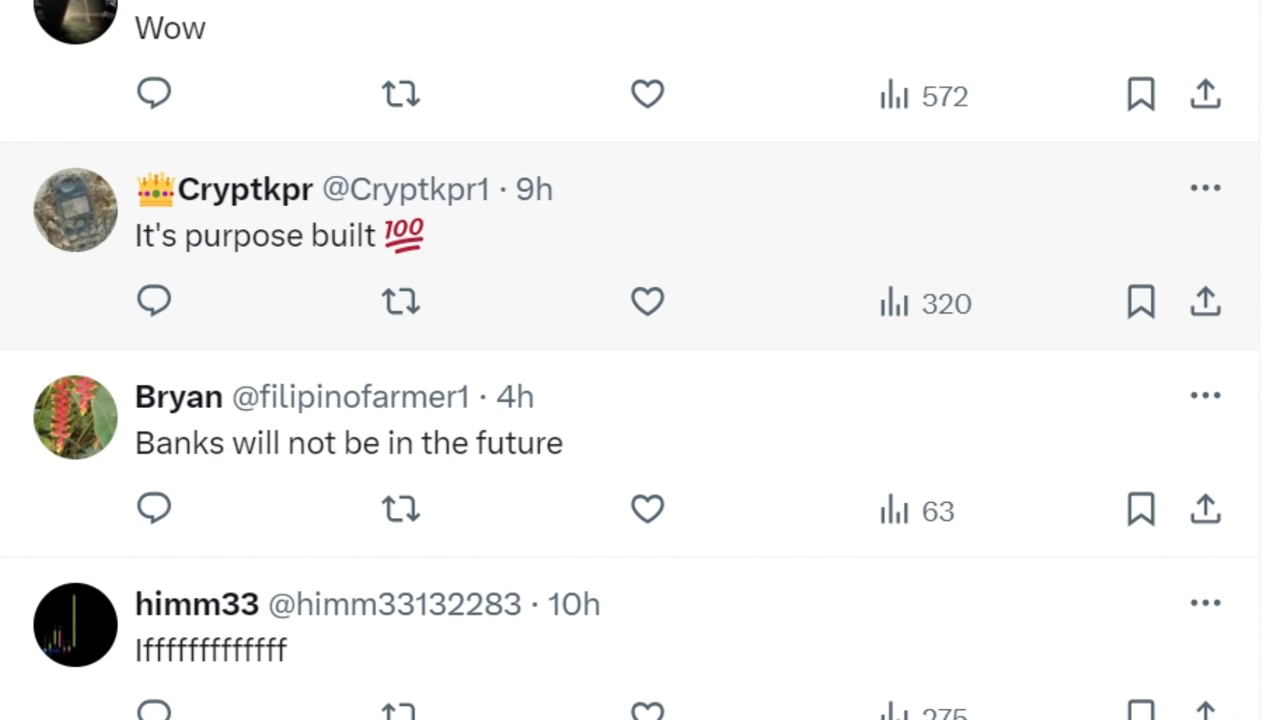 Wow
572
👑Cryptkpr @Cryptkpr1 · 9h
It's purpose built 💯
320
Bryan @filipinofarmer1 · 4h
Banks will not be in the future
63
himm33 @himm33132283 · 10h
Ifffffffffffff
275